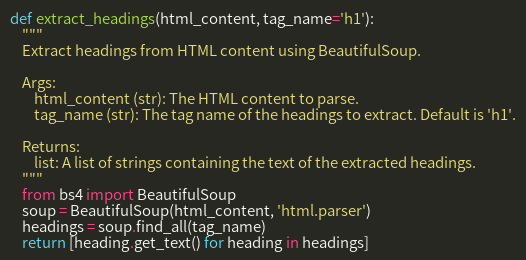 def extract_headings(html_content, tag_name='h1'):
    """
    Extract headings from HTML content using BeautifulSoup.

    Args:
        html_content (str): The HTML content to parse.
        tag_name (str): The tag name of the headings to extract. Default is 'h1'.

    Returns:
        list: A list of strings containing the text of the extracted headings.
    """
    from bs4 import BeautifulSoup
    soup = BeautifulSoup(html_content, 'html.parser')
    headings = soup.find_all(tag_name)
    return [heading.get_text() for heading in headings]